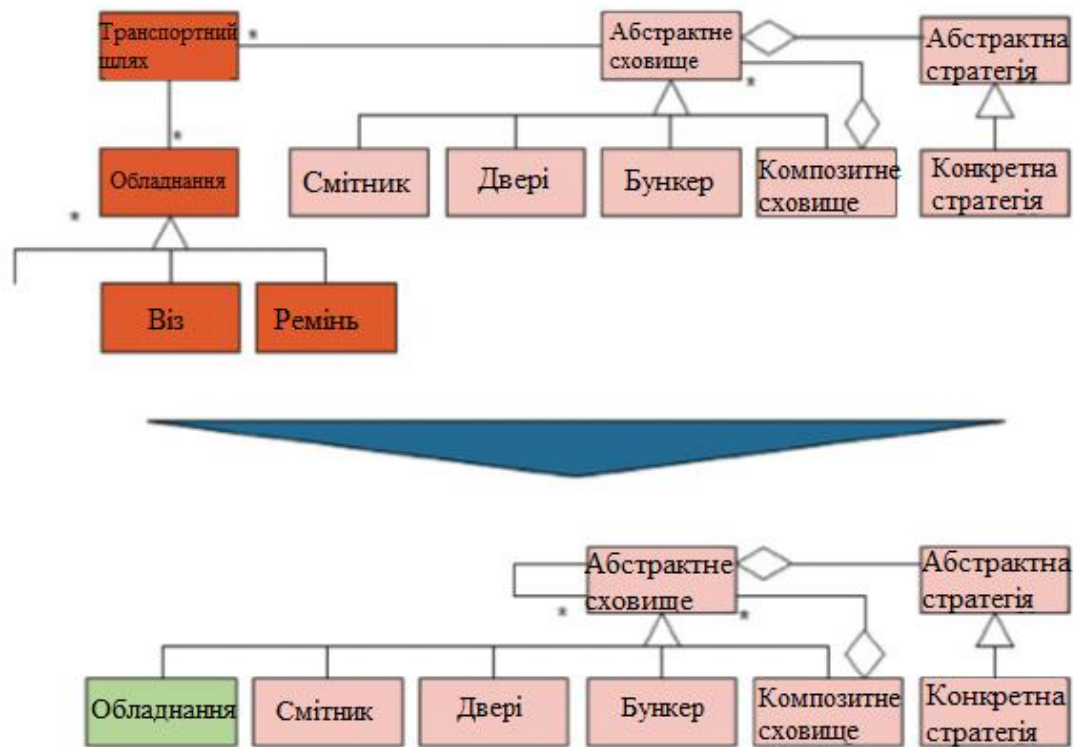 Транспортний
шлях
*
Абстрактне
сховище
*
Абстрактна
стратегія
*
Обладнання
*
Смітник
Двері
Бункер
Композитне
сховище
Конкретна
стратегія
Віз
Ремінь
Абстрактне
сховище
*
*
Абстрактна
стратегія
Обладнання
Смітник
Двері
Бункер
Композитне
сховище
Конкретна
стратегія